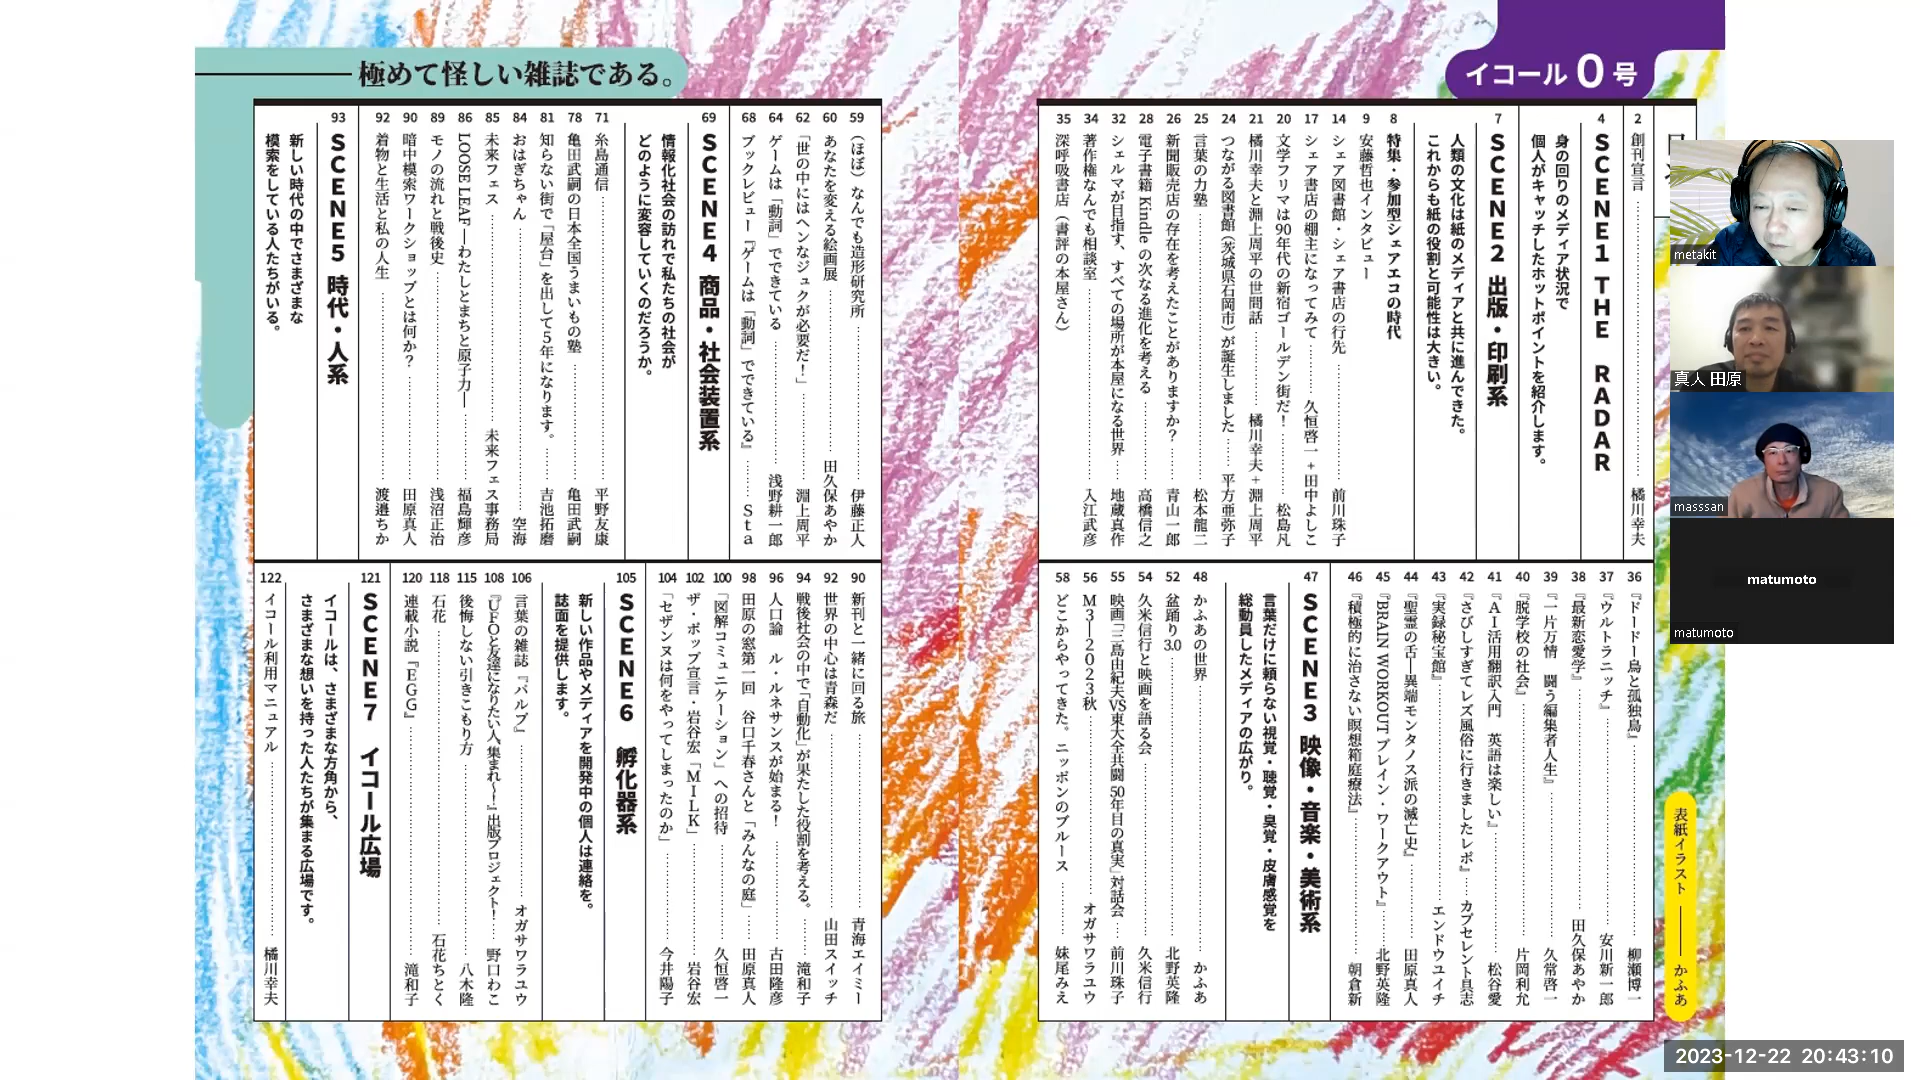 イコール 0 号
極めて怪しい雑誌である。
2 創刊宣言 橘川幸夫
4 SCENE1 THE RADAR
身の回りのメディア状況で
個人がキャッチしたホットポイントを紹介します。
7 SCENE2 出版・印刷系
人類の文化は紙のメディアと共に進んできた。
これからも紙の役割と可能性は大きい。
8 特集・参加型シェアエコの時代
9 安藤哲也インタビュー
14 シェア図書館・シェア書店の行先 前川珠子
17 シェア書店の棚主になってみて 久恒啓一+田中よしこ
20 文学フリマは90年代の新宿ゴールデン街だ! 松島凡
21 橘川幸夫と淵上周平の世間話 橘川幸夫+淵上周平
24 つながる図書館(茨城県石岡市)が誕生しました 平方亜弥子
25 言葉の力塾 松本龍二
26 新聞販売店の存在を考えたことがありますか? 青山一郎
28 電子書籍 Kindle の次なる進化を考える 高橋信之
32 シェルマが目指す、すべての場所が本屋になる世界 地蔵真作
34 著作権なんでも相談室 入江武彦
35 深呼吸書店(書評の本屋さん)
36 『ドードー鳥と孤独鳥』 柳瀬博一
37 『ウルトラニッチ』 安川新一郎
38 『最新恋愛学』 田久保あやか
39 『一片万情 闘う編集者人生』 久常啓一
40 『脱学校の社会』 片岡利允
41 『AI活用翻訳入門 英語は楽しい』 松谷愛
42 『さびしすぎてレズ風俗に行きましたレポ』 カブセレント具志
43 『実録秘宝館』 エンドウユイチ
44 『聖霊の舌―異端モンタノス派の滅亡史』 田原真人
45 『BRAIN WORKOUT ブレイン・ワークアウト』 北野英隆
46 『積極的に治さない瞑想箱庭療法』 朝倉新
47 SCENE3 映像・音楽・美術系
言葉だけに頼らない視覚・聴覚・臭覚・皮膚感覚を
総動員したメディアの広がり。
48 かふあの世界 かふあ
52 盆踊り3.0 北野英隆
54 久米信行と映画を語る会 久米信行
55 映画「三島由紀夫VS東大全共闘50年目の真実」対話会 前川珠子
56 M3―2023秋 オガサワラユウ
58 どこからやってきた。ニッポンのブルース 妹尾みえ
59 (ほぼ)なんでも造形研究所 伊藤正人
60 あなたを変える絵画展 田久保あやか
62 「世の中にはヘンなジュクが必要だ!」 淵上周平
64 ゲームは「動詞」でできている 浅野耕一郎
68 ブックレビュー『ゲームは「動詞」でできている』 Sta
69 SCENE4 商品・社会装置系
情報化社会の訪れで私たちの社会が
どのように変容していくのだろうか。
71 糸島通信 平野友康
78 亀田武嗣の日本全国うまいもの塾 亀田武嗣
81 知らない街で「屋台」を出して5年になります。 吉池拓磨
84 おはぎちゃん 空海
85 未来フェス 未来フェス事務局
86 LOOSE LEAF ―わたしとまちと原子力― 福島輝彦
89 モノの流れと戦後史 浅沼正治
90 暗中模索ワークショップとは何か? 田原真人
92 着物と生活と私の人生 渡邉ちか
93 SCENE5 時代・人系
新しい時代の中でさまざまな
模索をしている人たちがいる。
90 新刊と一緒に回る旅 青海エイミー
92 世界の中心は青森だ 山田スイッチ
94 戦後社会の中で「自動化」が果たした役割を考える。 滝和子
96 人口論 ル・ルネサンスが始まる! 古田隆彦
98 田原の窓第一回 谷口千春さんと「みんなの庭」 田原真人
100 「図解コミュニケーション」への招待 久恒啓一
102 ザ・ポップ宣言・岩谷宏「MILK」 岩谷宏
104 「セザンヌは何をやってしまったのか」 今井陽子
105 SCENE6 孵化器系
新しい作品やメディアを開発中の個人は連絡を。
誌面を提供します。
106 言葉の雑誌『パルプ』 オガサワラユウ
108 『UFOと友達になりたい人、集まれ〜!』出版プロジェクト! 野口わこ
115 後悔しない引きこもり方 八木隆
118 石花 石花ちとく
120 連載小説『EGG』 滝和子
121 SCENE7 イコール広場
イコールは、さまざまな方角から、
さまざまな想いを持った人たちが集まる広場です。
122 イコール利用マニュアル 橘川幸夫
表紙イラスト ―― かふあ
metakit
真人 田原
masssan
matumoto
matumoto
2023-12-22 20:43:10